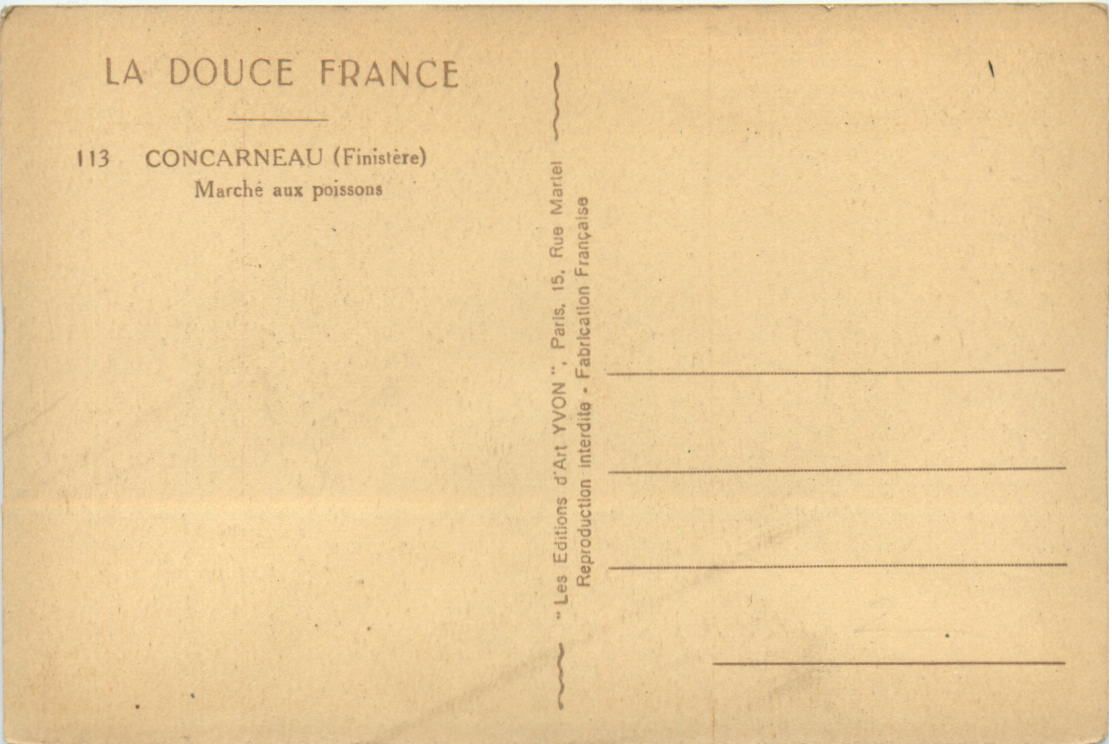 LA DOUCE FRANCE
113 CONCARNEAU (Finistère)
Marché aux poissons
" Les Editions d'Art YVON ", Paris, 15, Rue Martel
Reproduction interdite - Fabrication Française